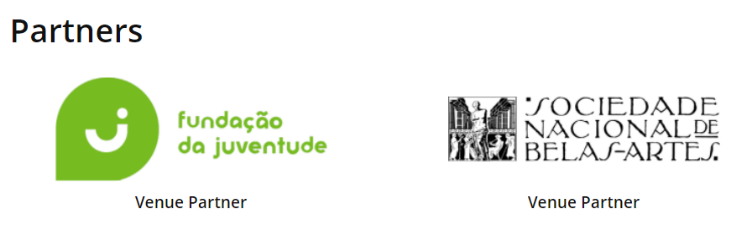 Partners
fundação
da juventude
SOCIEDADE
NACIONAL DE
BELAS-ARTES.
Venue Partner
Venue Partner